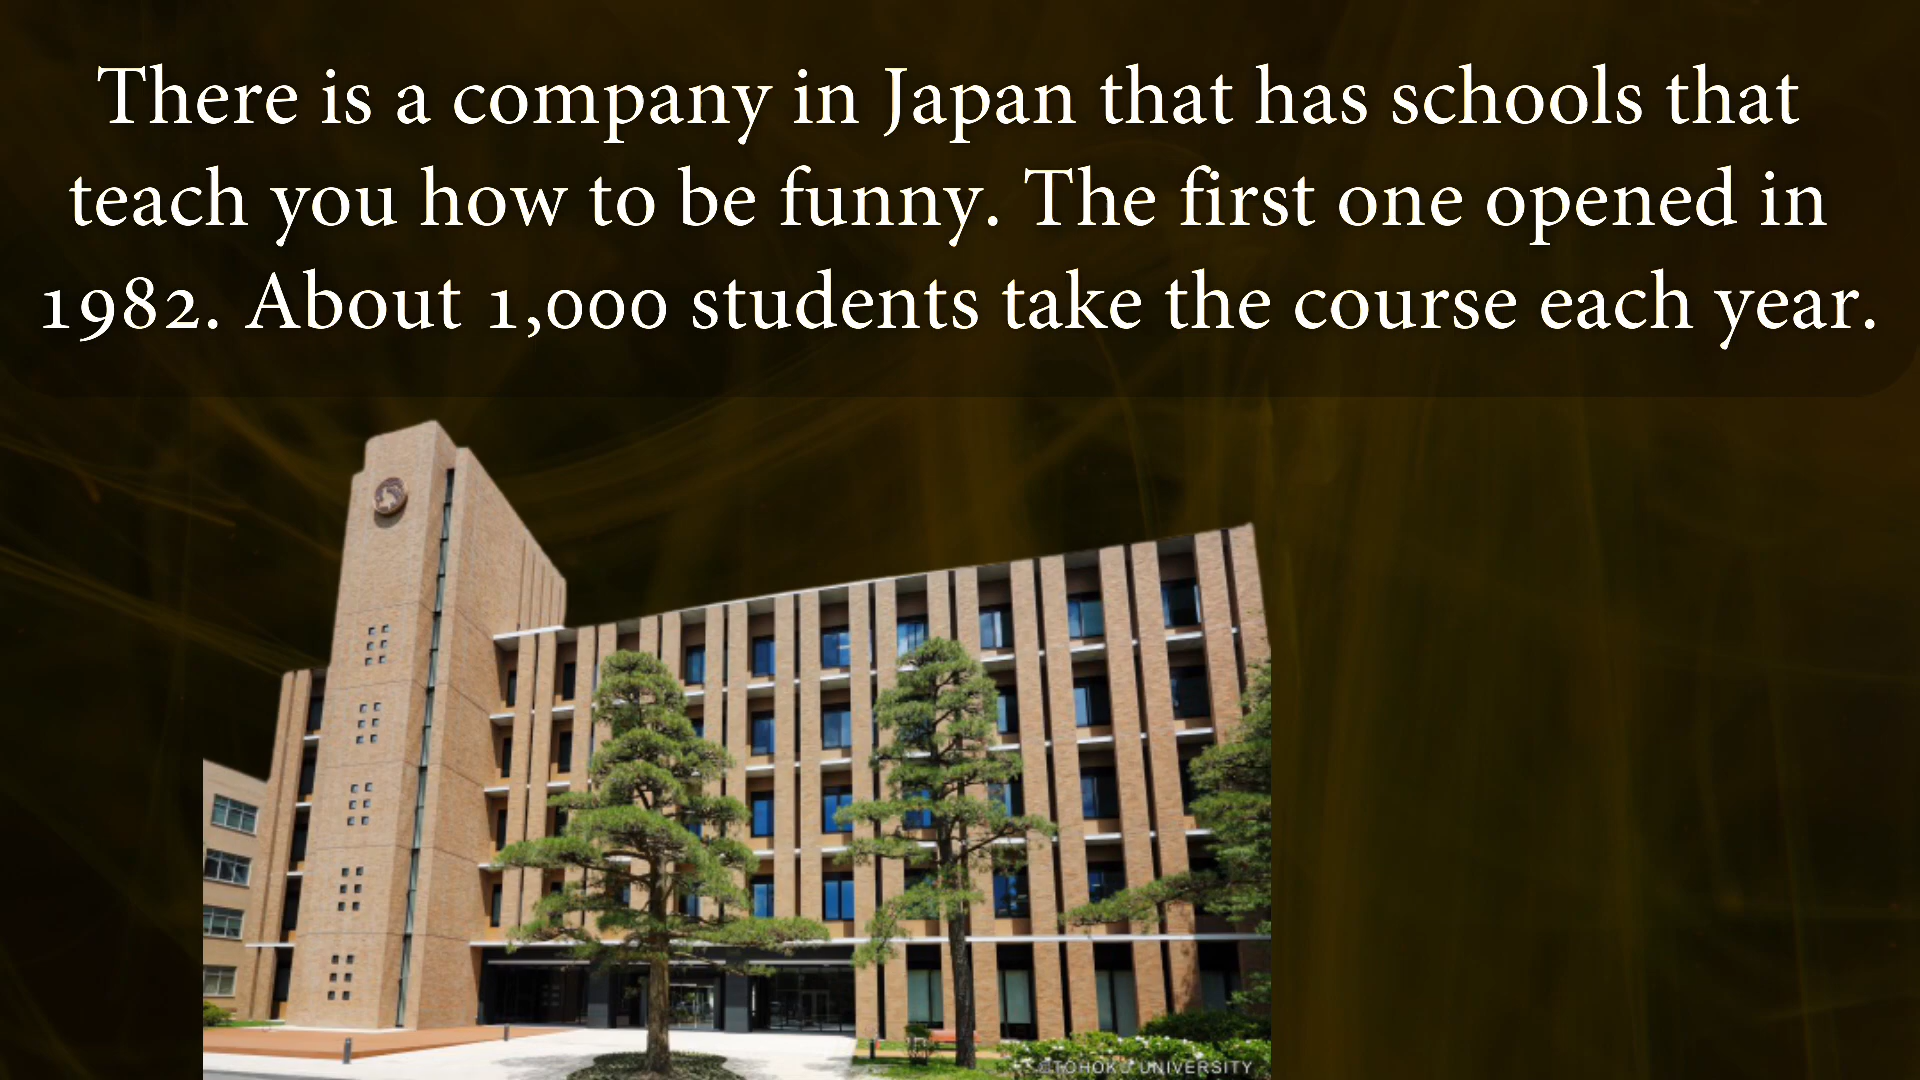 There is a company in Japan that has schools that
teach you how to be funny. The first one opened in
1982. About 1,000 students take the course each year.
©TOHOKU UNIVERSITY